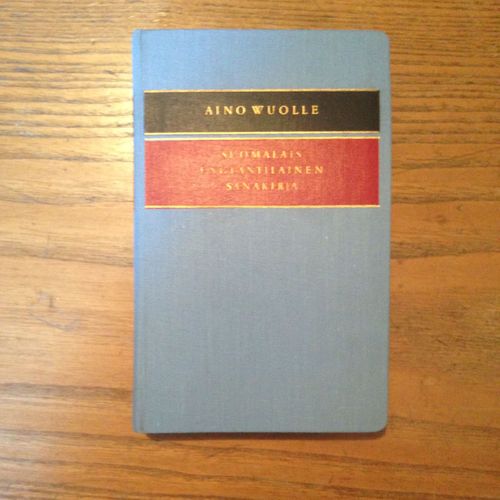 AINO WUOLLE
SUOMALAIS
ENGLANTILAINEN
SANAKIRJA